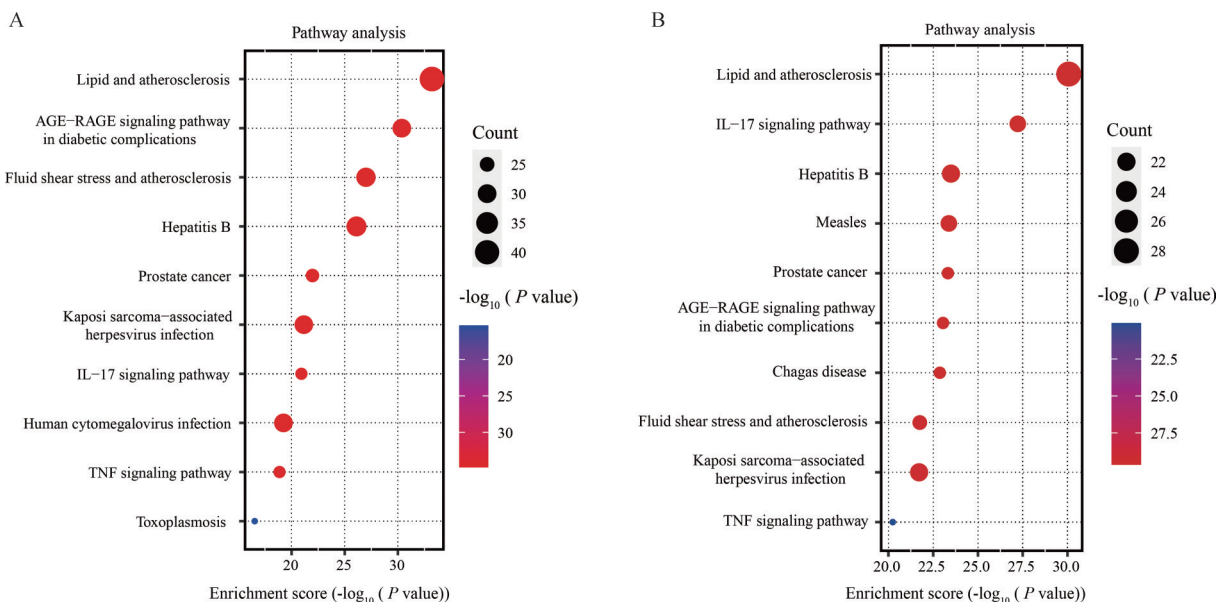 A
Pathway analysis
Lipid and atherosclerosis
AGE−RAGE signaling pathway
in diabetic complications
Fluid shear stress and atherosclerosis
Hepatitis B
Prostate cancer
Kaposi sarcoma−associated
herpesvirus infection
IL−17 signaling pathway
Human cytomegalovirus infection
TNF signaling pathway
Toxoplasmosis
20 25 30
Enrichment score (-log₁₀ ( P value))
Count
25
30
35
40
-log₁₀ ( P value)
20
25
30
B
Pathway analysis
Lipid and atherosclerosis
IL−17 signaling pathway
Hepatitis B
Measles
Prostate cancer
AGE−RAGE signaling pathway
in diabetic complications
Chagas disease
Fluid shear stress and atherosclerosis
Kaposi sarcoma−associated
herpesvirus infection
TNF signaling pathway
20.0 22.5 25.0 27.5 30.0
Enrichment score (-log₁₀ ( P value))
Count
22
24
26
28
-log₁₀ ( P value)
22.5
25.0
27.5